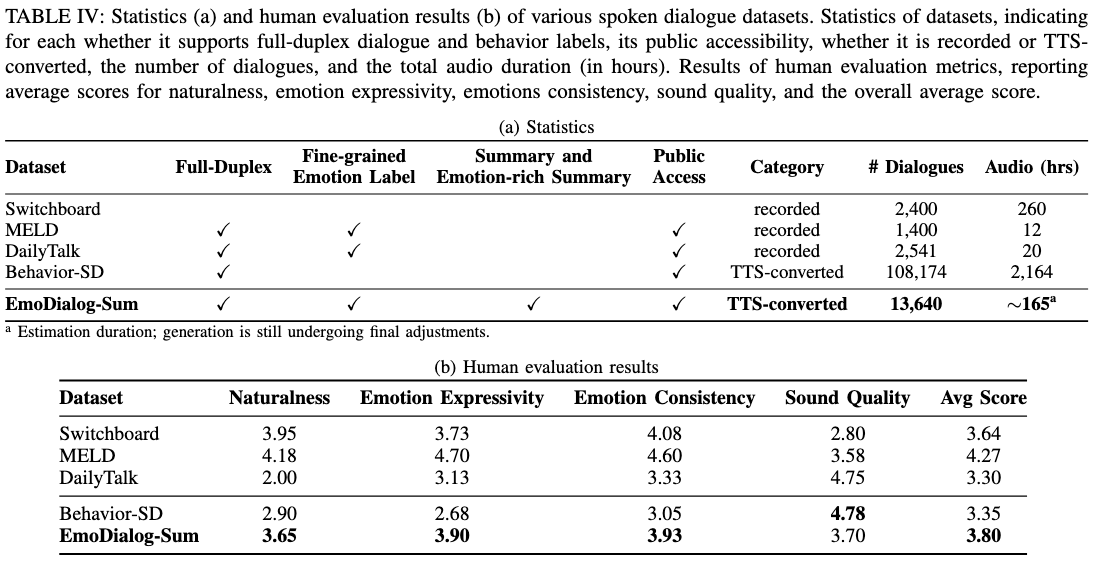 TABLE IV: Statistics (a) and human evaluation results (b) of various spoken dialogue datasets. Statistics of datasets, indicating
for each whether it supports full-duplex dialogue and behavior labels, its public accessibility, whether it is recorded or TTS-
converted, the number of dialogues, and the total audio duration (in hours). Results of human evaluation metrics, reporting
average scores for naturalness, emotion expressivity, emotions consistency, sound quality, and the overall average score.
(a) Statistics
Dataset Full-Duplex Fine-grained Emotion Label Summary and Emotion-rich Summary Public Access Category # Dialogues Audio (hrs)
Switchboard recorded 2,400 260
MELD ✓ ✓ ✓ recorded 1,400 12
DailyTalk ✓ ✓ ✓ recorded 2,541 20
Behavior-SD ✓ ✓ TTS-converted 108,174 2,164
EmoDialog-Sum ✓ ✓ ✓ ✓ TTS-converted 13,640 ~165ᵃ
ᵃ Estimation duration; generation is still undergoing final adjustments.
(b) Human evaluation results
Dataset Naturalness Emotion Expressivity Emotion Consistency Sound Quality Avg Score
Switchboard 3.95 3.73 4.08 2.80 3.64
MELD 4.18 4.70 4.60 3.58 4.27
DailyTalk 2.00 3.13 3.33 4.75 3.30
Behavior-SD 2.90 2.68 3.05 4.78 3.35
EmoDialog-Sum 3.65 3.90 3.93 3.70 3.80